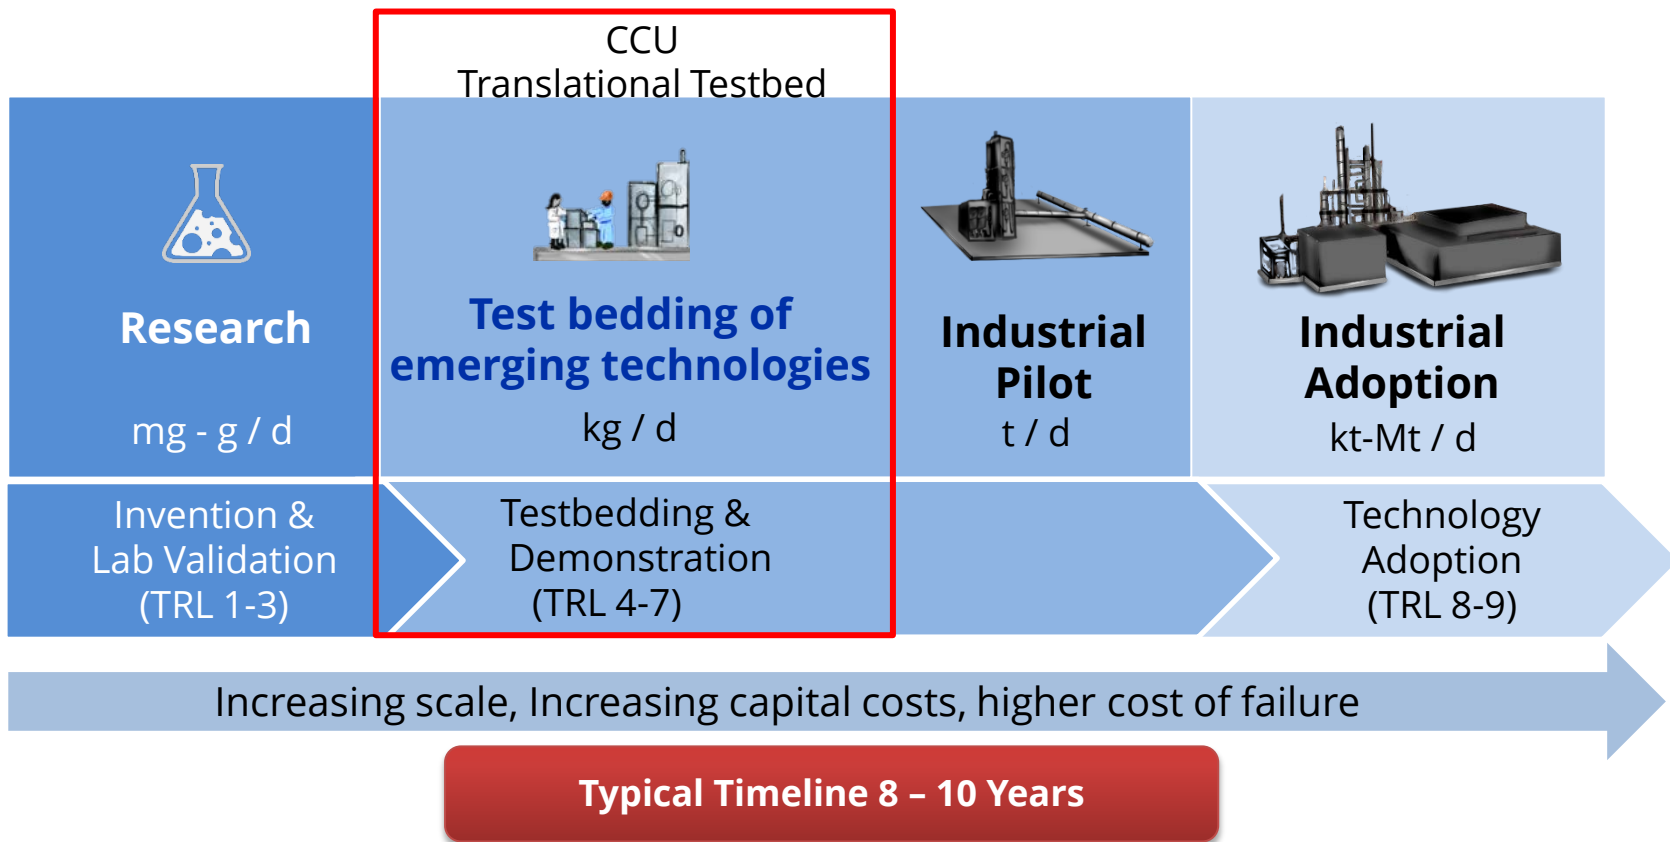 CCU
Translational Testbed
Research
mg - g / d
Test bedding of
emerging technologies
kg / d
Industrial
Pilot
t / d
Industrial
Adoption
kt-Mt / d
Invention &
Lab Validation
(TRL 1-3)
Testbedding &
Demonstration
(TRL 4-7)
Technology
Adoption
(TRL 8-9)
Increasing scale, Increasing capital costs, higher cost of failure
Typical Timeline 8 – 10 Years